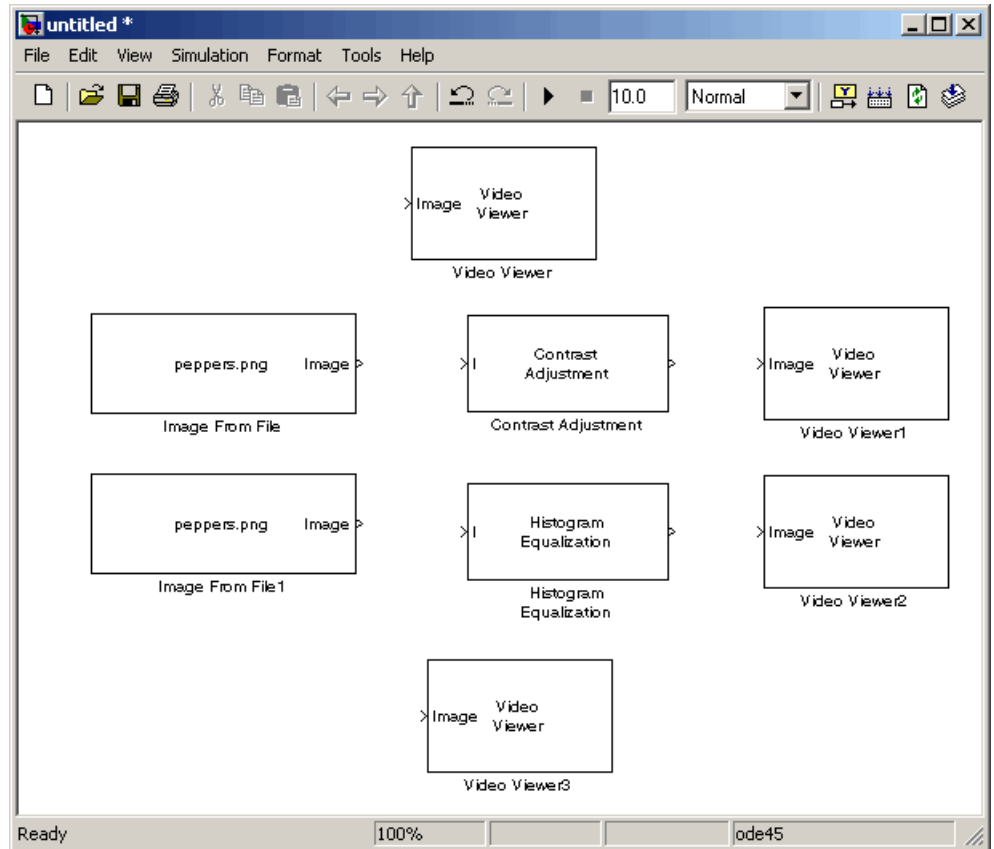 untitled *
File Edit View Simulation Format Tools Help
10.0 Normal
Video
Image Viewer
Video Viewer
peppers.png Image
Image From File
I Contrast
Adjustment
Contrast Adjustment
Image Video
Viewer
Video Viewer1
peppers.png Image
Image From File1
I Histogram
Equalization
Histogram
Equalization
Image Video
Viewer
Video Viewer2
Image Video
Viewer
Video Viewer3
Ready 100% ode45